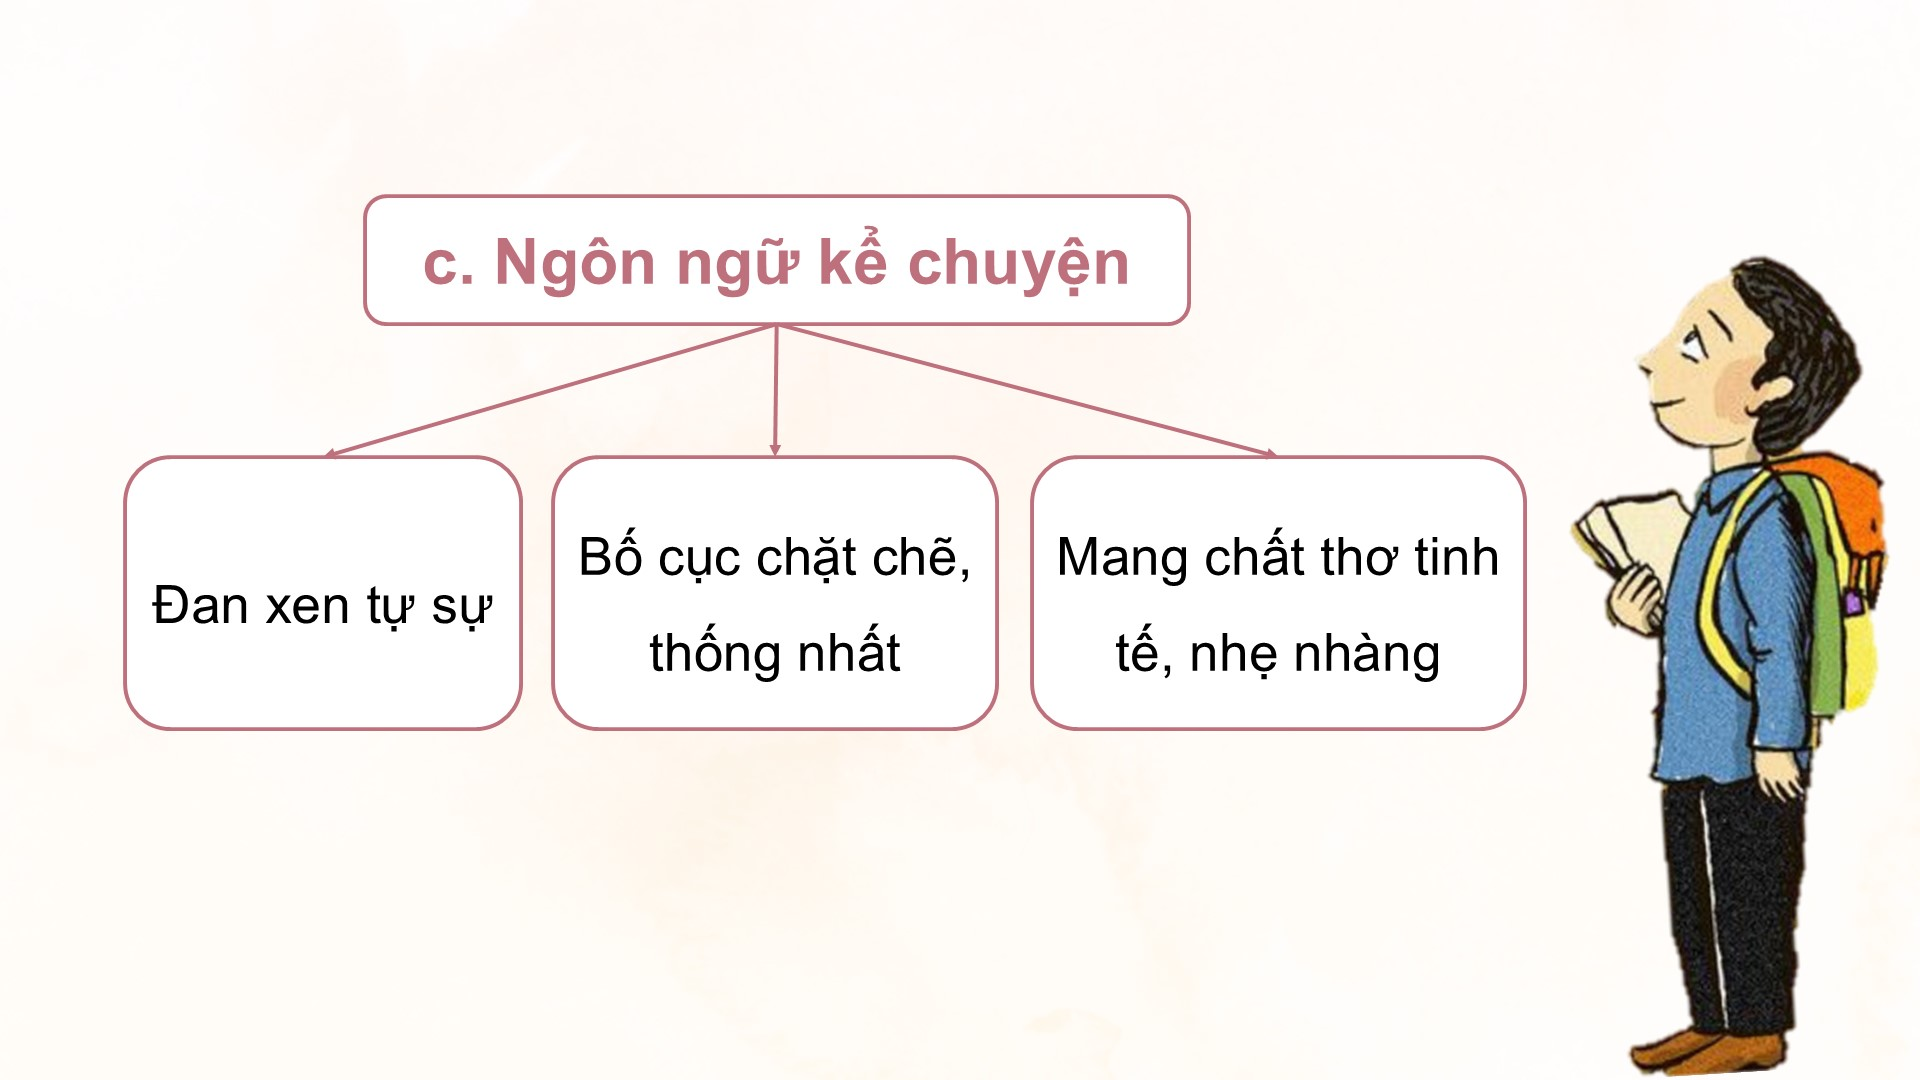 c. Ngôn ngữ kể chuyện
Đan xen tự sự
Bố cục chặt chẽ,
thống nhất
Mang chất thơ tinh
tế, nhẹ nhàng